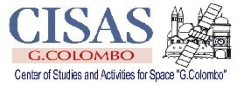 CISAS
G.COLOMBO
Center of Studies and Activities for Space "G.Colombo"